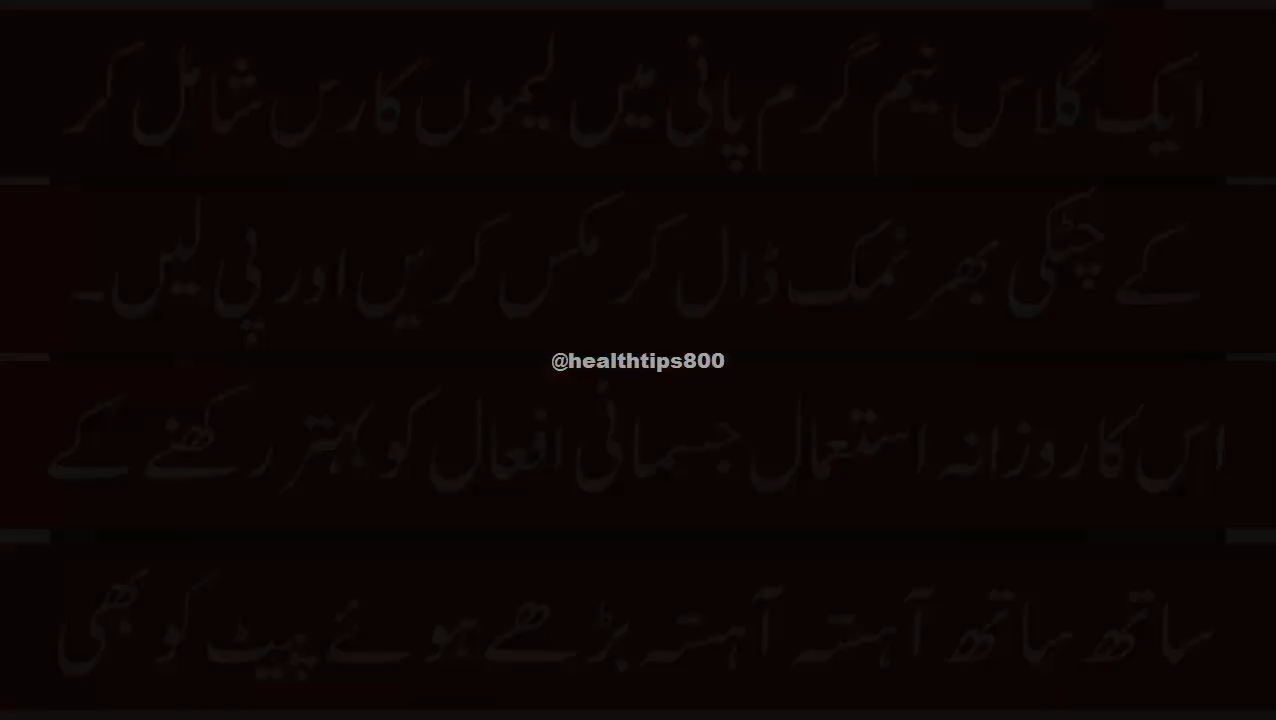 ایک گلاس نیم گرم پانی میں لیموں کا رس شامل کر
کے چٹکی بھر نمک ڈال کر مکس کریں اور پی لیں۔
@healthtips800
اس کا روزانہ استعمال جسمانی افعال کو بہتر رکھنے کے
ساتھ ساتھ آہستہ آہستہ بڑھے ہوئے پیٹ کو بھی